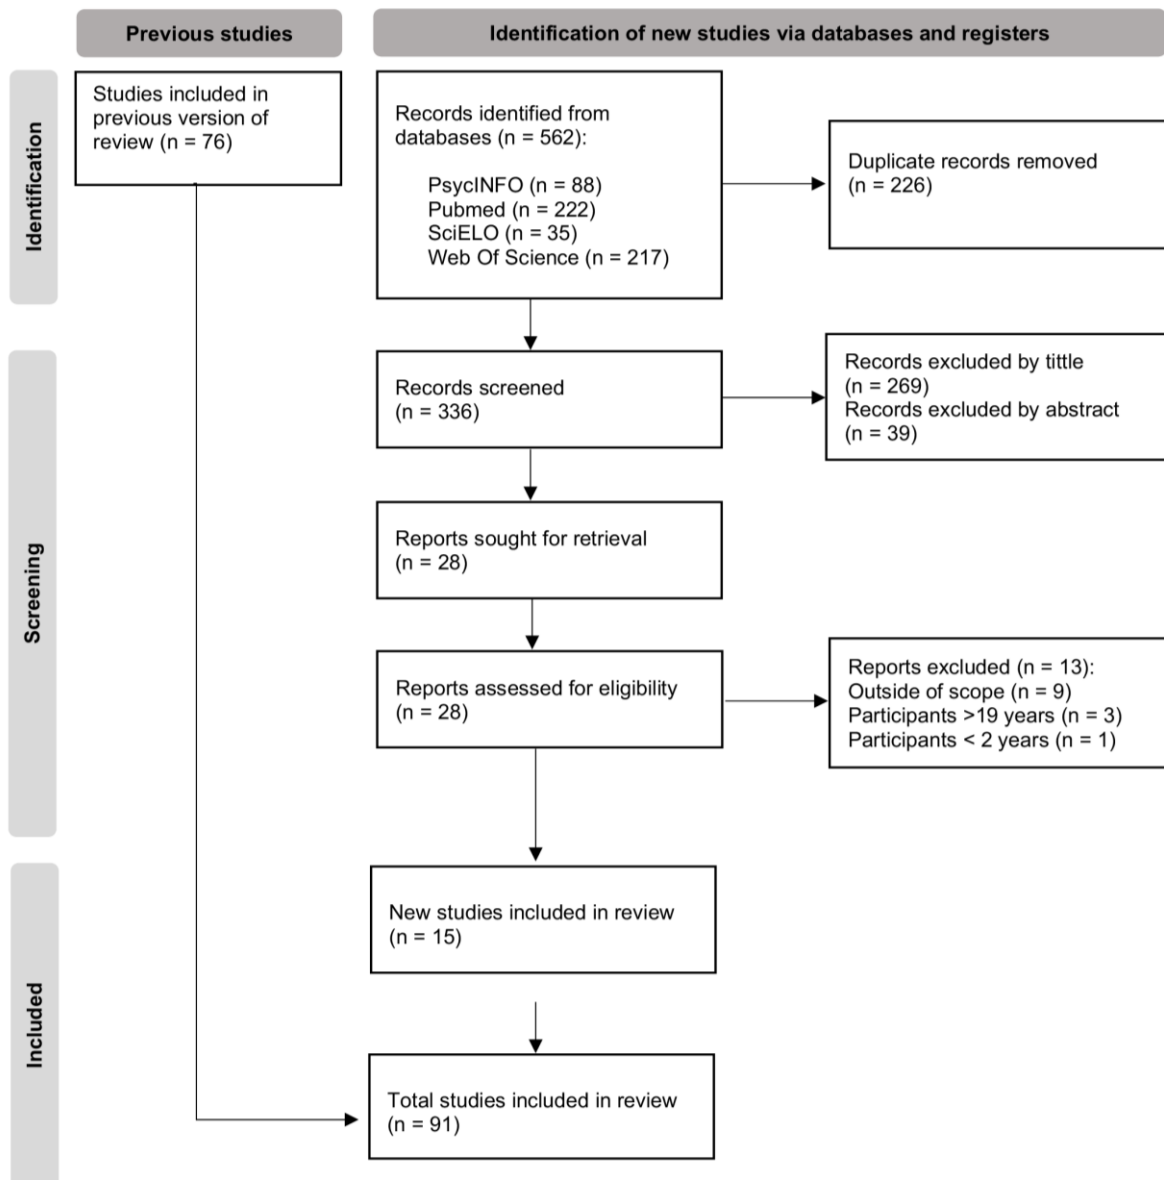 Previous studies
Identification of new studies via databases and registers
Identification
Studies included in
previous version of
review (n = 76)
Records identified from
databases (n = 562):
PsycINFO (n = 88)
Pubmed (n = 222)
SciELO (n = 35)
Web Of Science (n = 217)
Duplicate records removed
(n = 226)
Screening
Records screened
(n = 336)
Records excluded by tittle
(n = 269)
Records excluded by abstract
(n = 39)
Reports sought for retrieval
(n = 28)
Reports assessed for eligibility
(n = 28)
Reports excluded (n = 13):
Outside of scope (n = 9)
Participants >19 years (n = 3)
Participants < 2 years (n = 1)
Included
New studies included in review
(n = 15)
Total studies included in review
(n = 91)